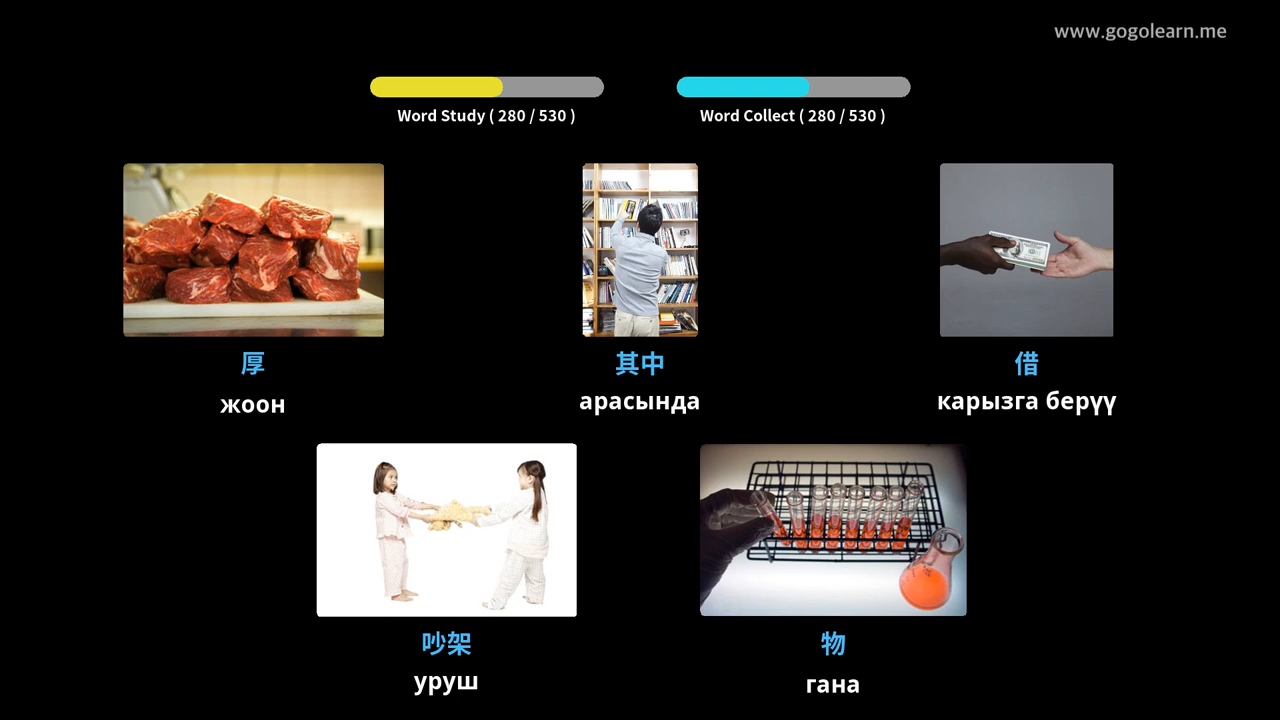 www.gogolearn.me
Word Study ( 280 / 530 )
Word Collect ( 280 / 530 )
厚
жоон
其中
арасында
借
карызга берүү
吵架
уруш
物
гана